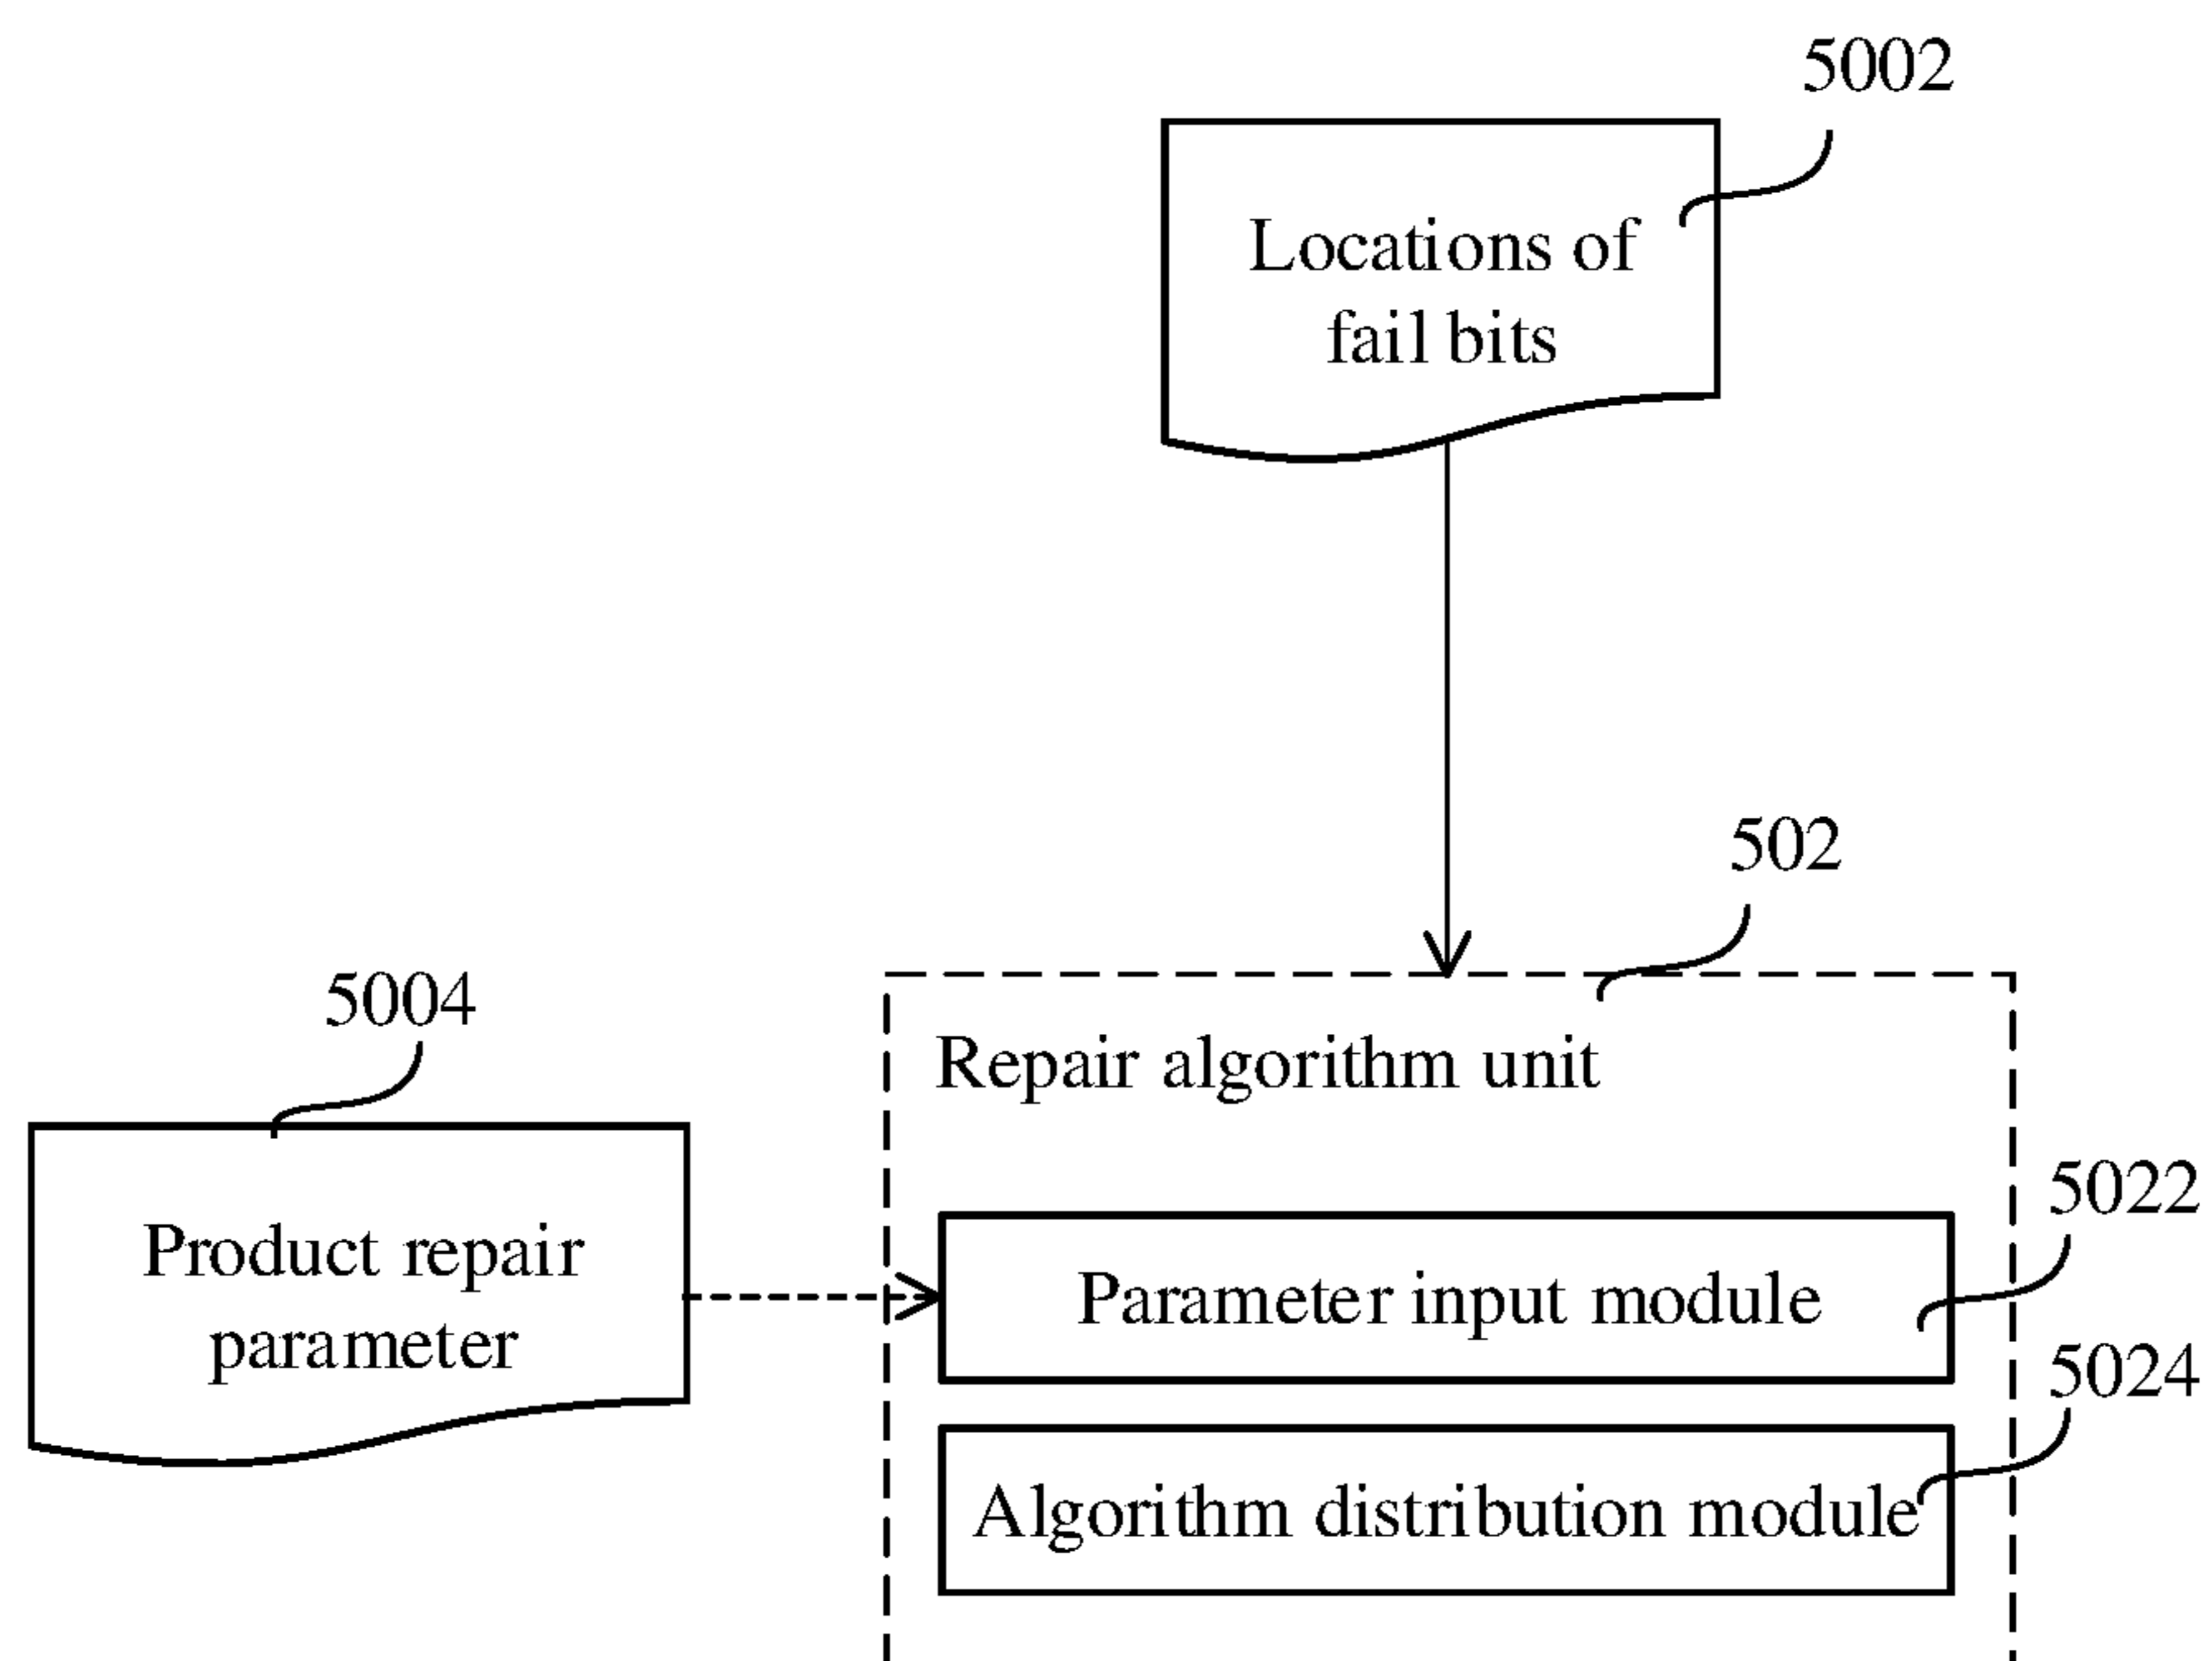 5002
Locations of
fail bits
502
5004
Repair algorithm unit
Product repair
parameter
5022
Parameter input module
5024
Algorithm distribution module